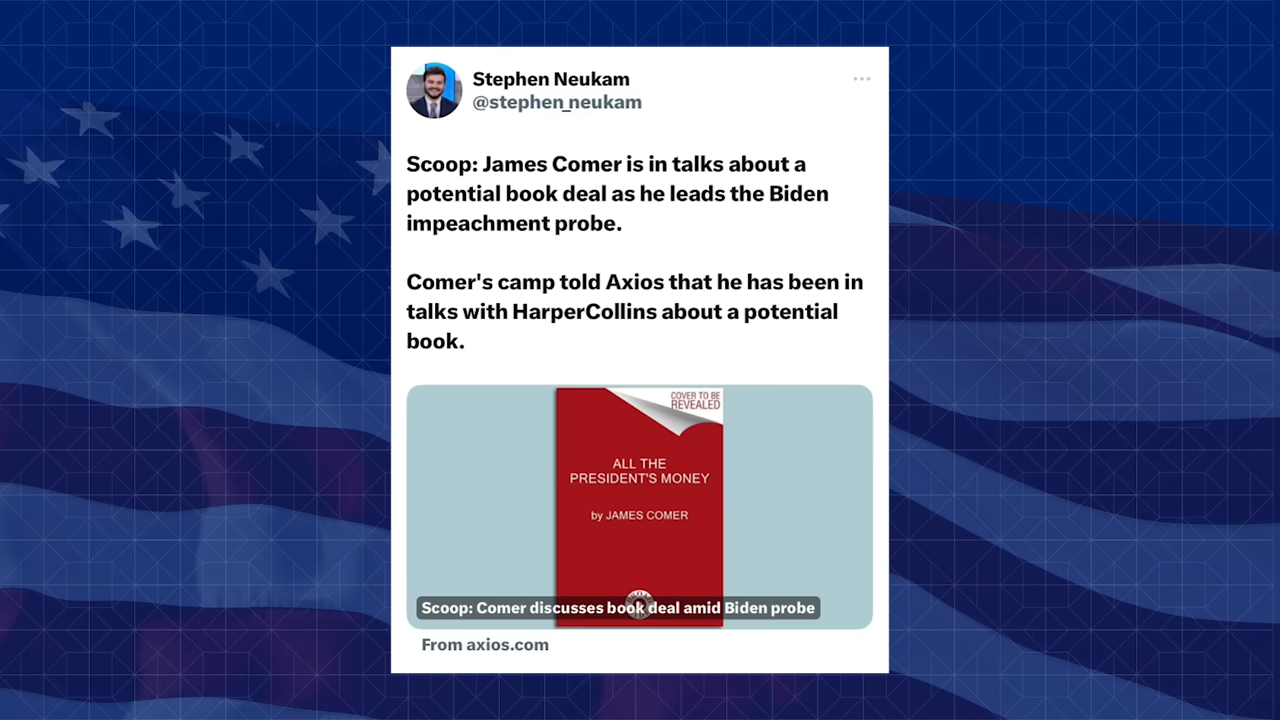 Stephen Neukam
@stephen_neukam
Scoop: James Comer is in talks about a
potential book deal as he leads the Biden
impeachment probe.
Comer's camp told Axios that he has been in
talks with HarperCollins about a potential
book.
COVER TO BE
REVEALED
ALL THE
PRESIDENT'S MONEY
by JAMES COMER
Scoop: Comer discusses book deal amid Biden probe
From axios.com